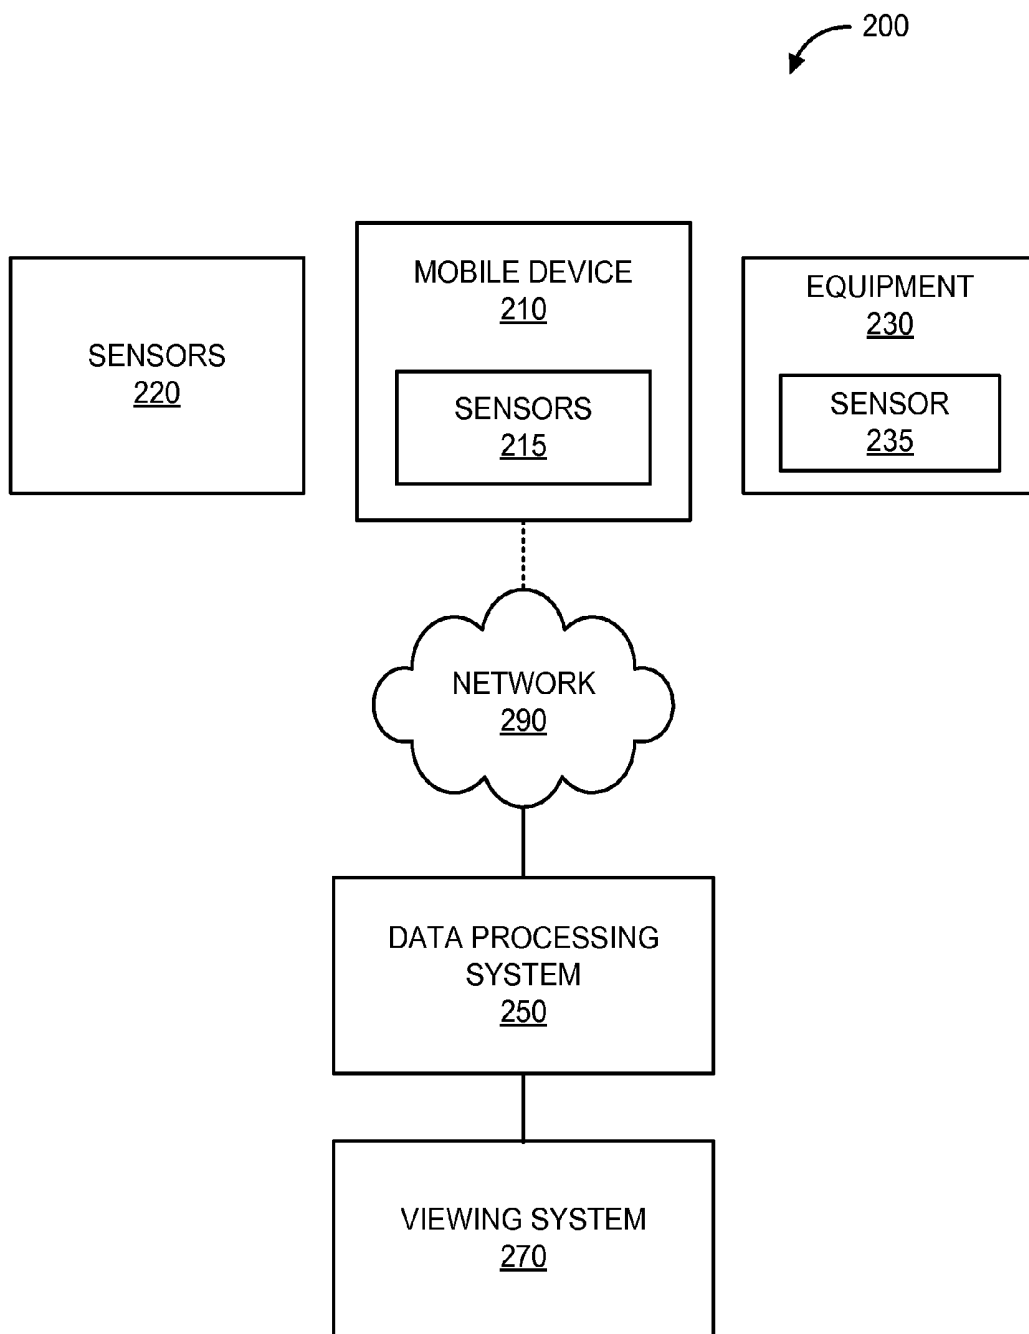 200
MOBILE DEVICE
210
SENSORS
215
SENSORS
220
EQUIPMENT
230
SENSOR
235
NETWORK
290
DATA PROCESSING
SYSTEM
250
VIEWING SYSTEM
270